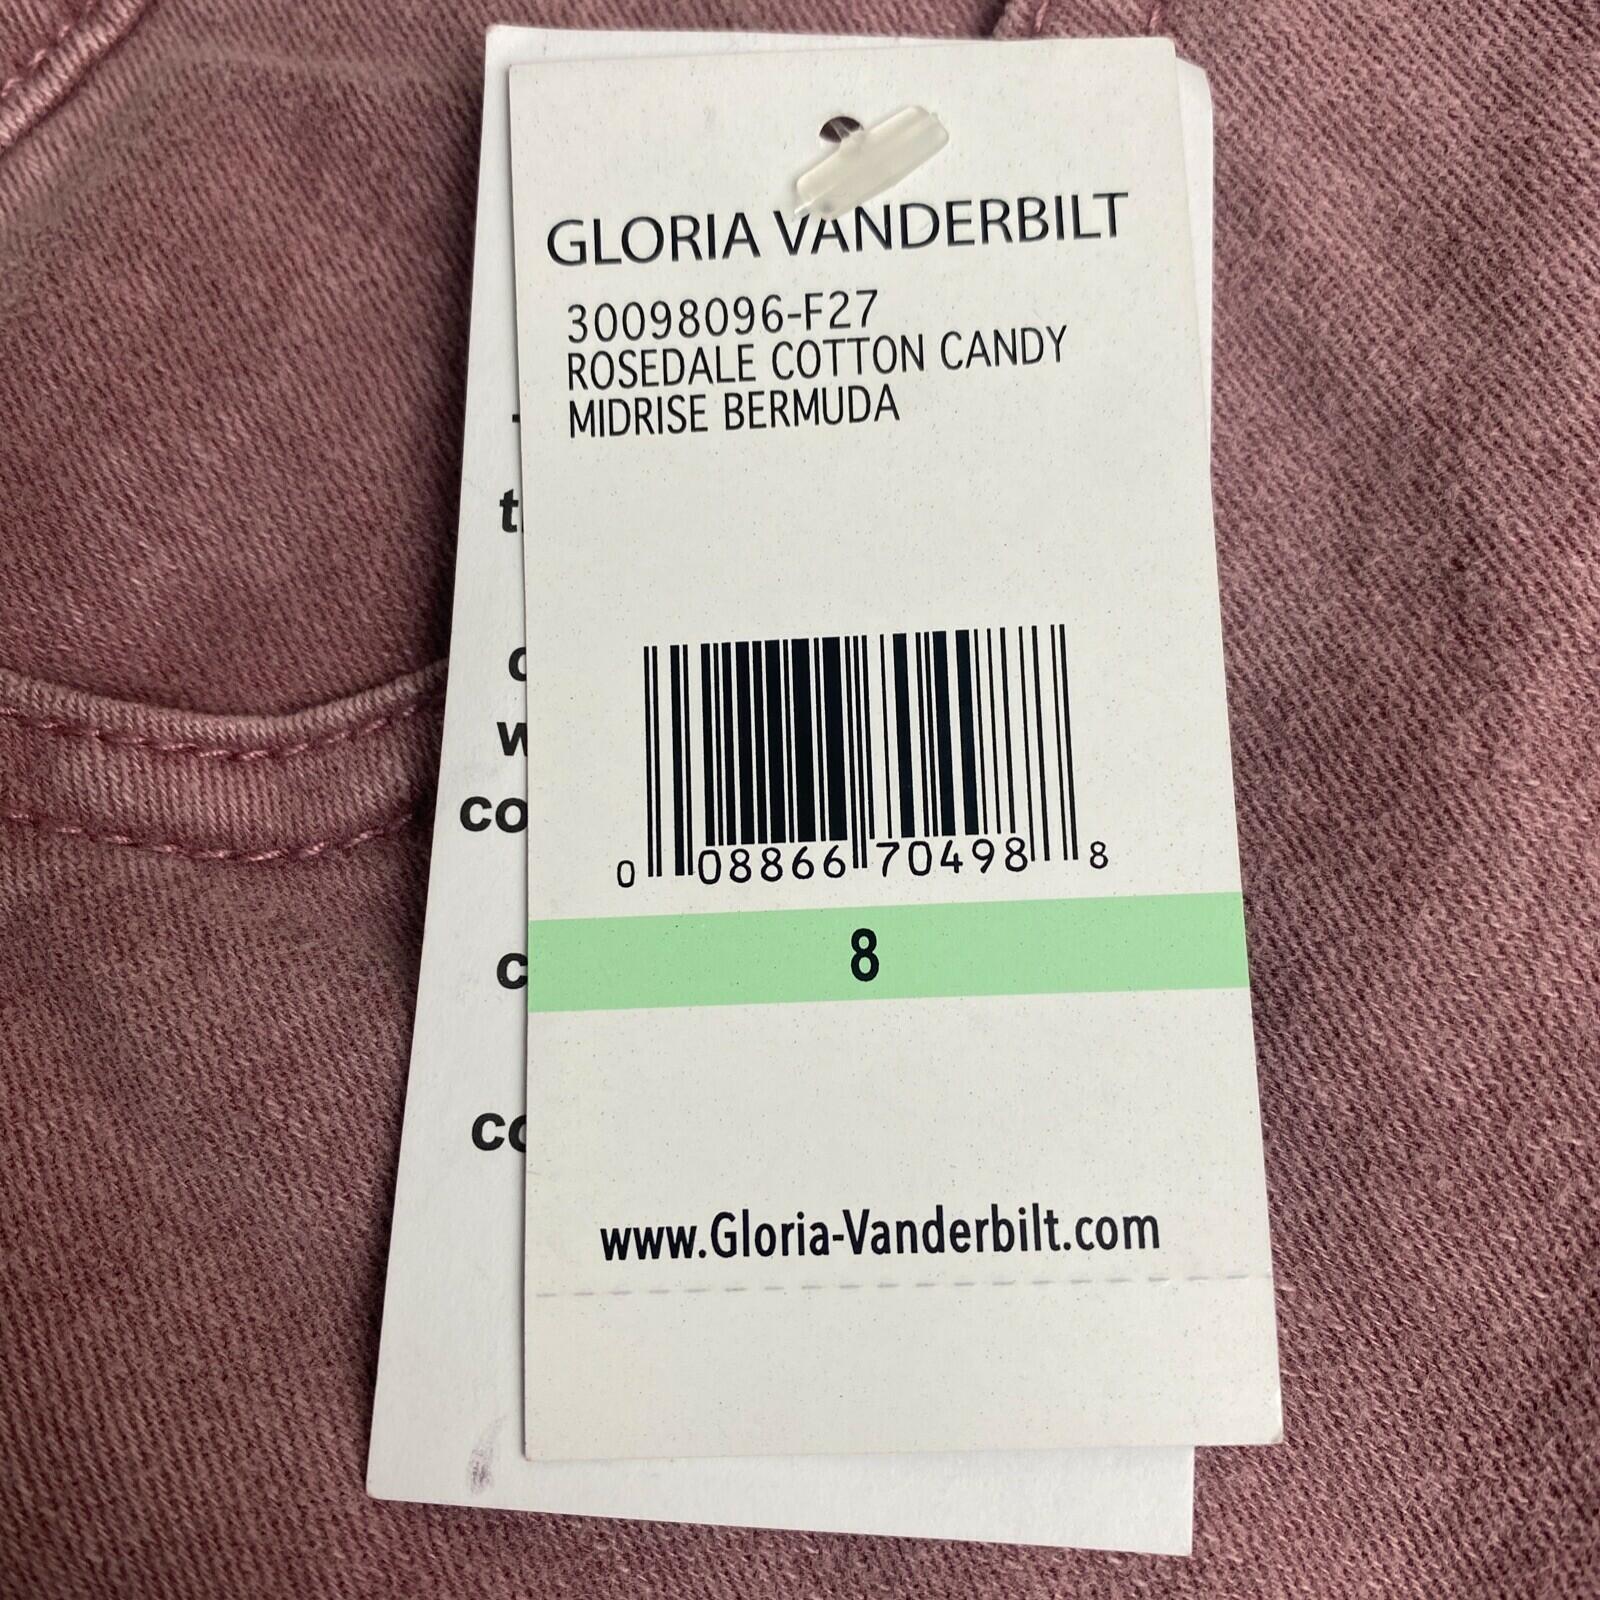 GLORIA VANDERBILT
30098096-F27
ROSEDALE COTTON CANDY
MIDRISE BERMUDA
0 08866 70498 8
8
www.Gloria-Vanderbilt.com